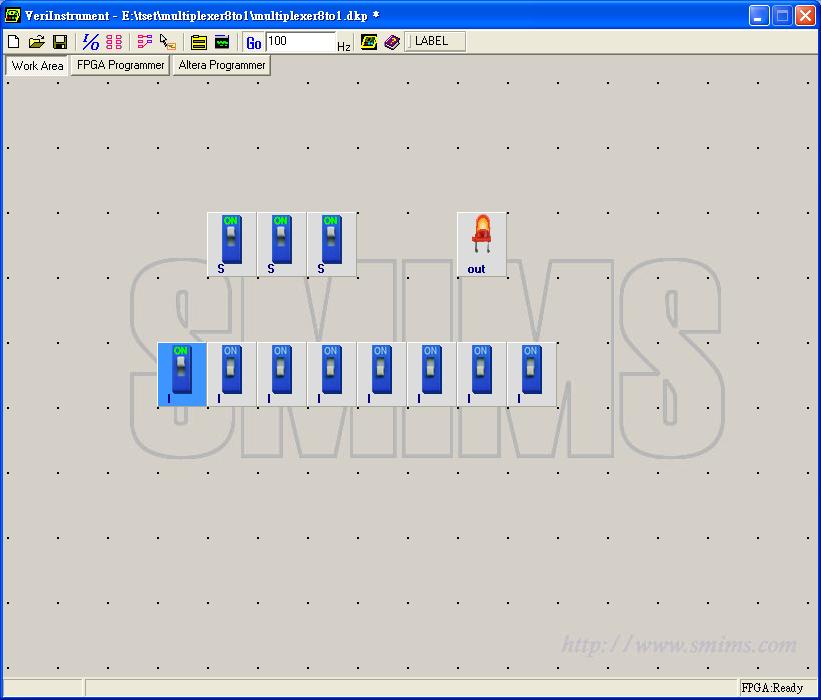 VeriInstrument - E:\tset\multiplexer8to1\multiplexer8to1.dkp *
I/O Go 100 Hz LABEL
Work Area FPGA Programmer Altera Programmer
ON ON ON
S S S out
SMIMS
ON ON ON ON ON ON ON ON
I I I I I I I I
http://www.smims.com
FPGA:Ready